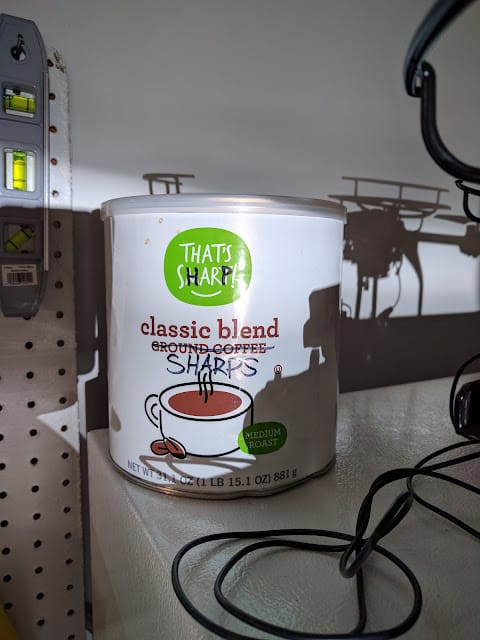 THAT'S
SHARP!
classic blend
GROUND COFFEE
SHARPS
MEDIUM
ROAST
NET WT 31.1 OZ (1 LB 15.1 OZ) 881 g